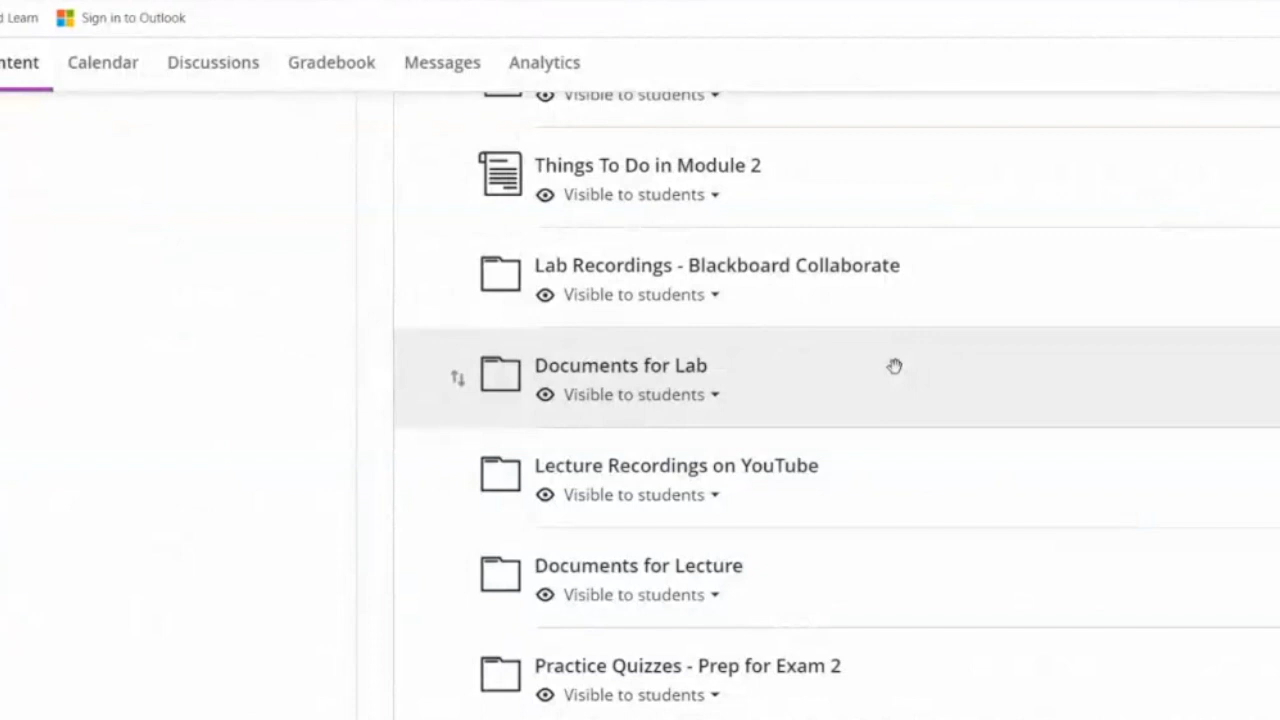 d Learn Sign in to Outlook
ntent Calendar Discussions Gradebook Messages Analytics
Visible to students
Things To Do in Module 2
Visible to students
Lab Recordings - Blackboard Collaborate
Visible to students
Documents for Lab
Visible to students
Lecture Recordings on YouTube
Visible to students
Documents for Lecture
Visible to students
Practice Quizzes - Prep for Exam 2
Visible to students